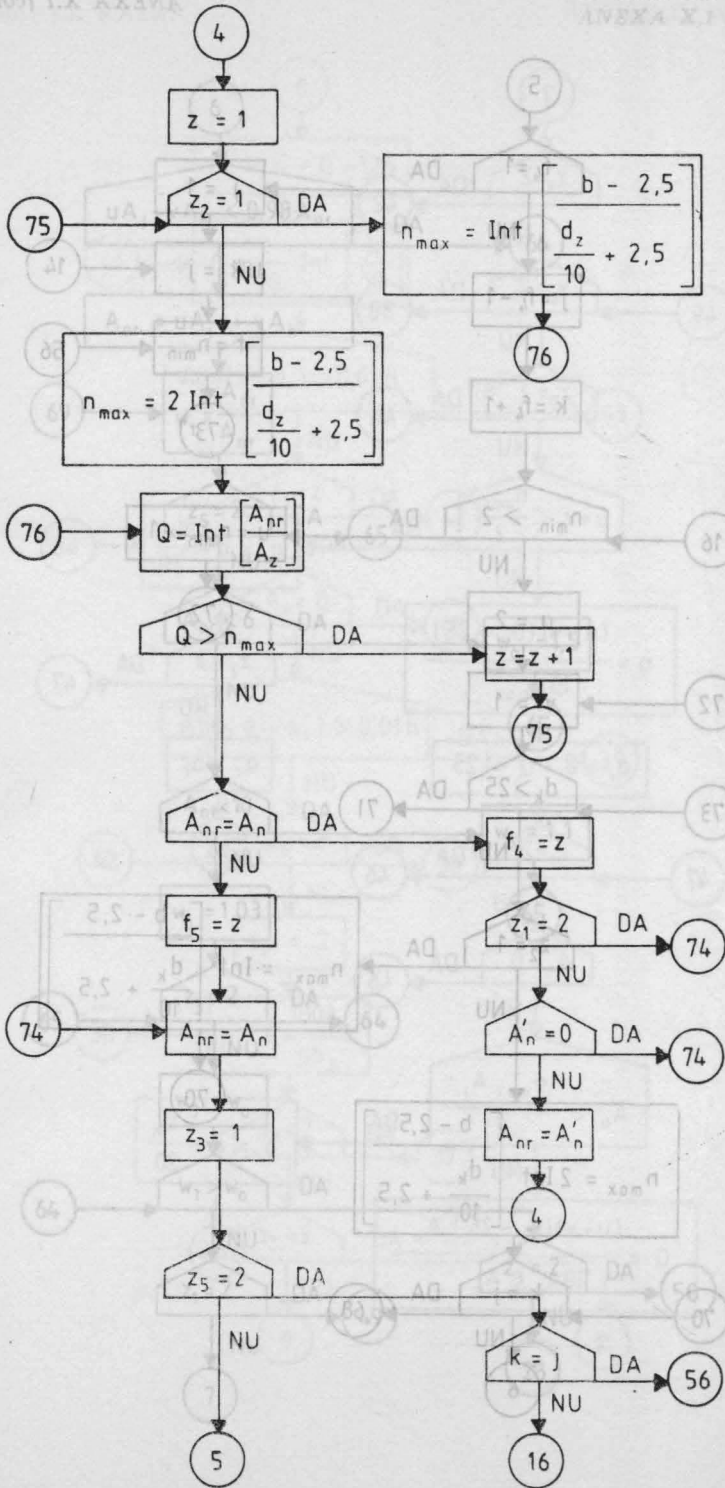 4
z = 1
z₂ = 1
DA
75
NU
n_max = Int [ (b - 2,5) / (d_z/10 + 2,5) ]
76
n_max = 2 Int [ (b - 2,5) / (d_z/10 + 2,5) ]
76
Q = Int [ A_nr / A_z ]
Q > n_max
DA
z = z + 1
75
NU
A_nr = A_n
DA
f₄ = z
NU
f₅ = z
z₁ = 2
DA
74
NU
74
A_nr = A_n
A'_n = 0
DA
74
NU
z₃ = 1
A_nr = A'_n
4
z₅ = 2
DA
NU
k = j
DA
56
NU
5
16